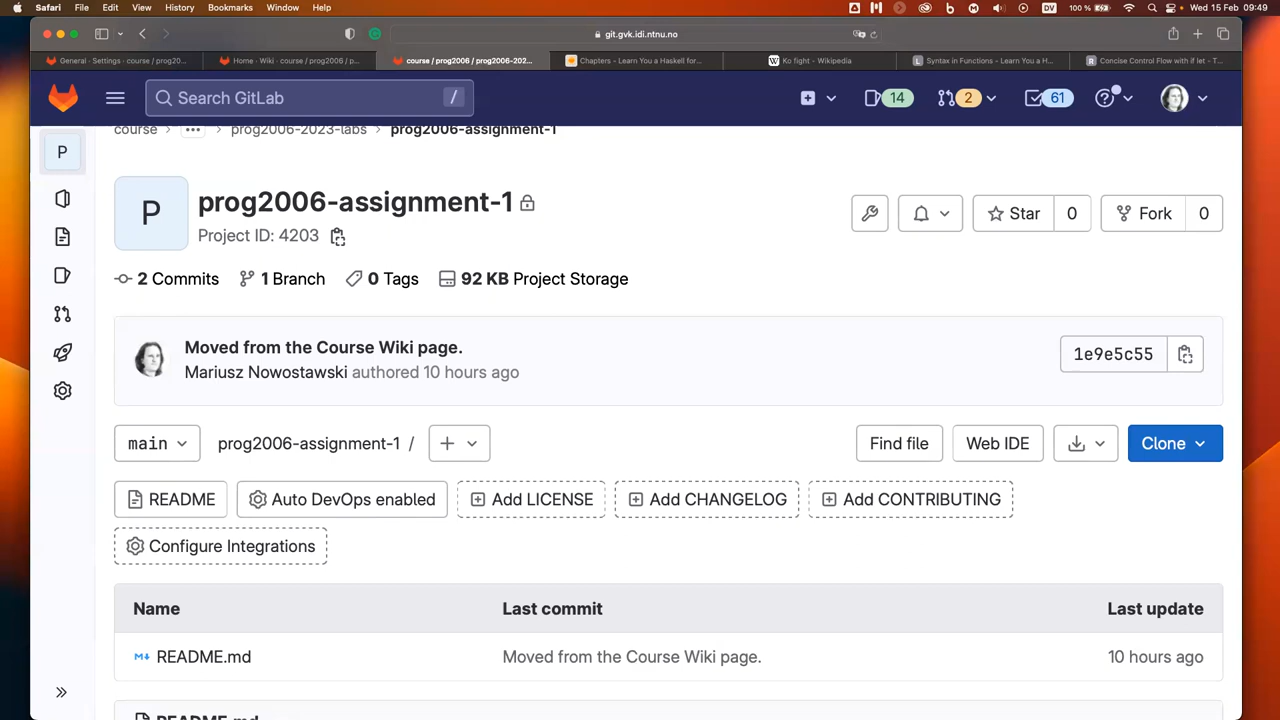 Safari File Edit View History Bookmarks Window Help DV 100 % Wed 15 Feb 09:49
git.gvk.idi.ntnu.no
General · Settings · course / prog20... Home · Wiki · course / prog2006 / p... course / prog2006 / prog2006-202... Chapters - Learn You a Haskell for... W Ko fight - Wikipedia L Syntax in Functions - Learn You a H... R Concise Control Flow with if let - T...
Search GitLab / 14 2 61
P
course > ... > prog2006-2023-labs > prog2006-assignment-1
P
prog2006-assignment-1
Project ID: 4203
Star 0 Fork 0
2 Commits 1 Branch 0 Tags 92 KB Project Storage
Moved from the Course Wiki page.
Mariusz Nowostawski authored 10 hours ago
1e9e5c55
main prog2006-assignment-1 / + Find file Web IDE Clone
README Auto DevOps enabled Add LICENSE Add CHANGELOG Add CONTRIBUTING
Configure Integrations
Name Last commit Last update
README.md Moved from the Course Wiki page. 10 hours ago
README.md